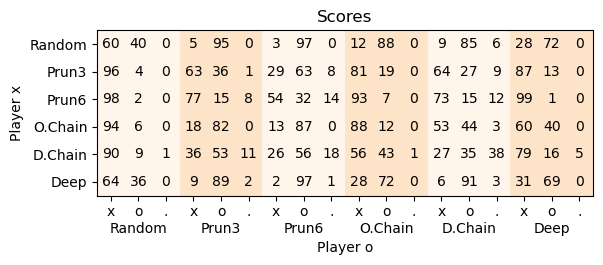 Scores
Random 60 40 0 5 95 0 3 97 0 12 88 0 9 85 6 28 72 0
Prun3 96 4 0 63 36 1 29 63 8 81 19 0 64 27 9 87 13 0
Prun6 98 2 0 77 15 8 54 32 14 93 7 0 73 15 12 99 1 0
O.Chain 94 6 0 18 82 0 13 87 0 88 12 0 53 44 3 60 40 0
D.Chain 90 9 1 36 53 11 26 56 18 56 43 1 27 35 38 79 16 5
Deep 64 36 0 9 89 2 2 97 1 28 72 0 6 91 3 31 69 0
Player x
x o . x o . x o . x o . x o . x o .
Random Prun3 Prun6 O.Chain D.Chain Deep
Player o